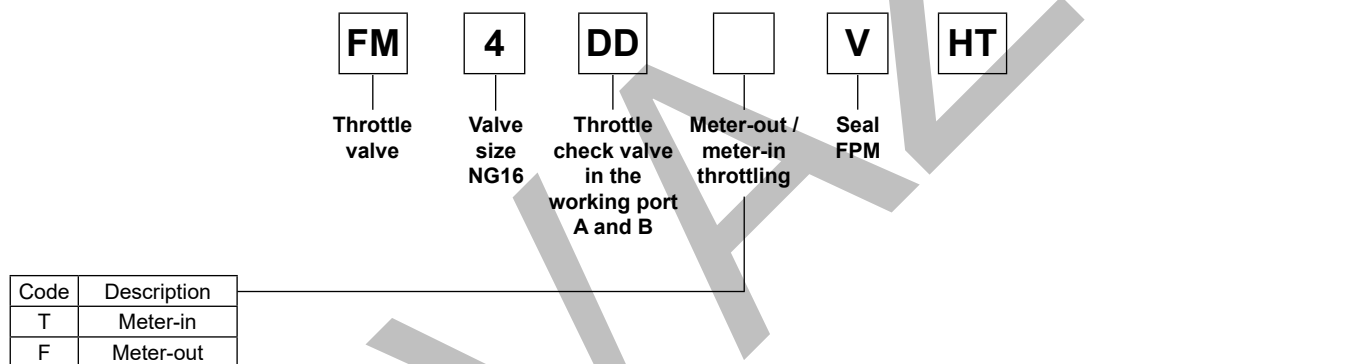 FM 4 DD V HT
Throttle valve
Valve size NG16
Throttle check valve in the working port A and B
Meter-out / meter-in throttling
Seal FPM
Code Description
T Meter-in
F Meter-out